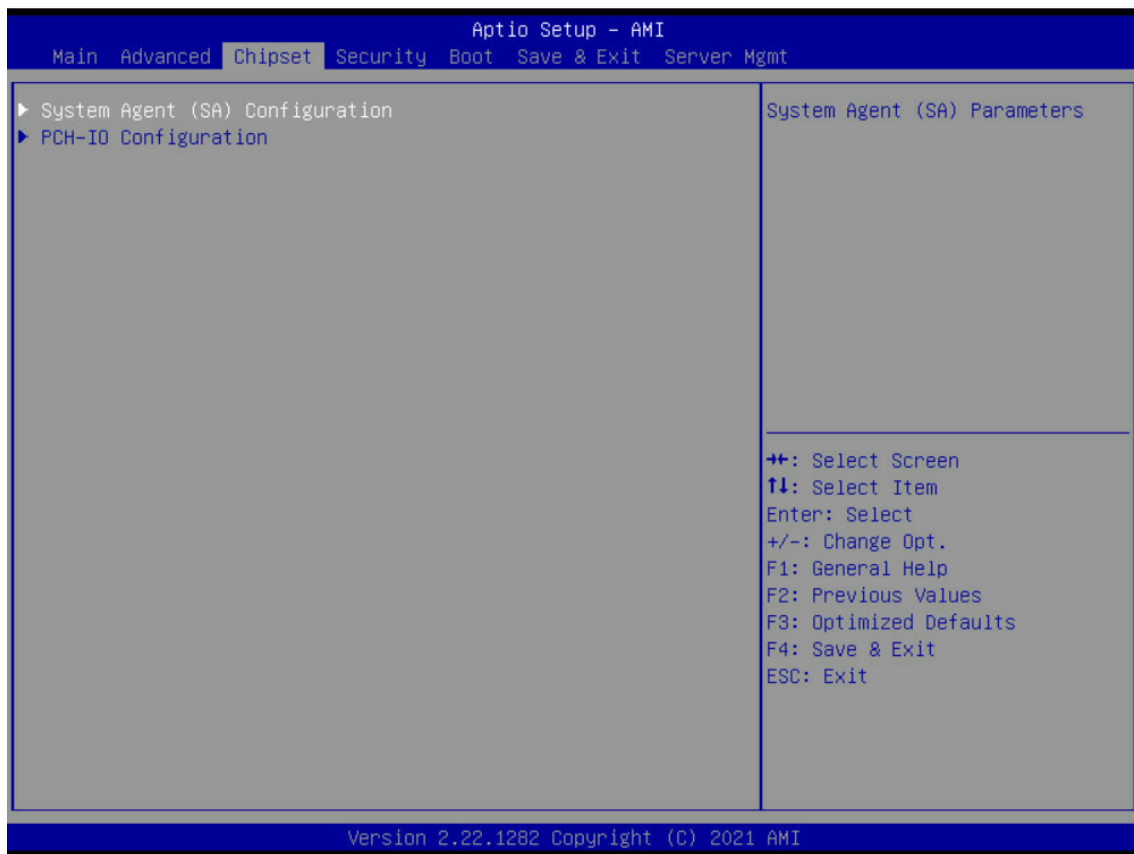 Aptio Setup – AMI
Main Advanced Chipset Security Boot Save & Exit Server Mgmt
▶ System Agent (SA) Configuration
▶ PCH-IO Configuration
System Agent (SA) Parameters
→←: Select Screen
↑↓: Select Item
Enter: Select
+/-: Change Opt.
F1: General Help
F2: Previous Values
F3: Optimized Defaults
F4: Save & Exit
ESC: Exit
Version 2.22.1282 Copyright (C) 2021 AMI